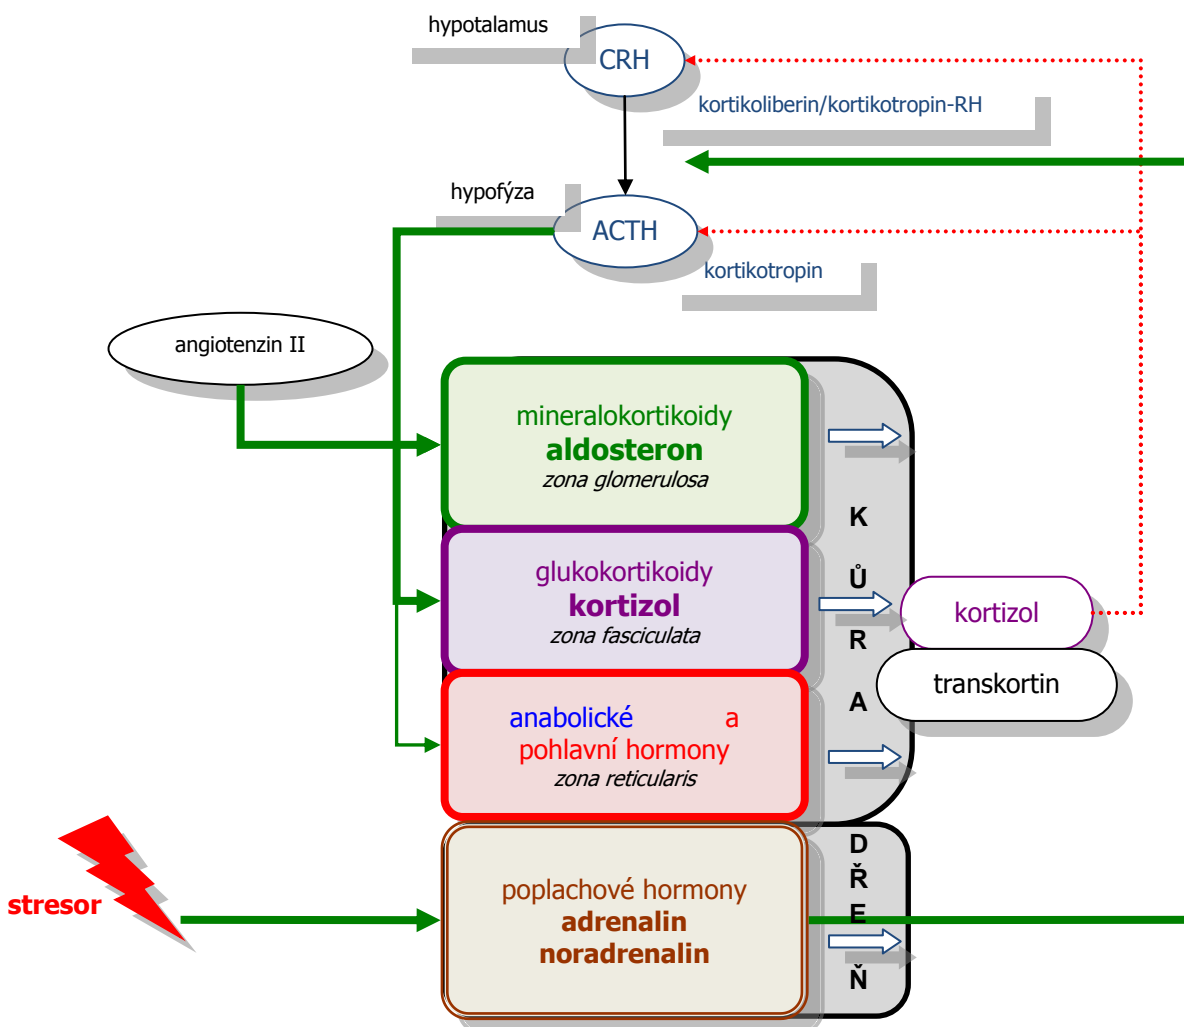 hypotalamus
CRH
kortikoliberin/kortikotropin-RH
hypofýza
ACTH
kortikotropin
angiotenzin II
mineralokortikoidy
aldosteron
zona glomerulosa
glukokortikoidy
kortizol
zona fasciculata
anabolické a
pohlavní hormony
zona reticularis
K
Ů
R
A
kortizol
transkortin
stresor
poplachové hormony
adrenalin
noradrenalin
D
Ř
E
Ň